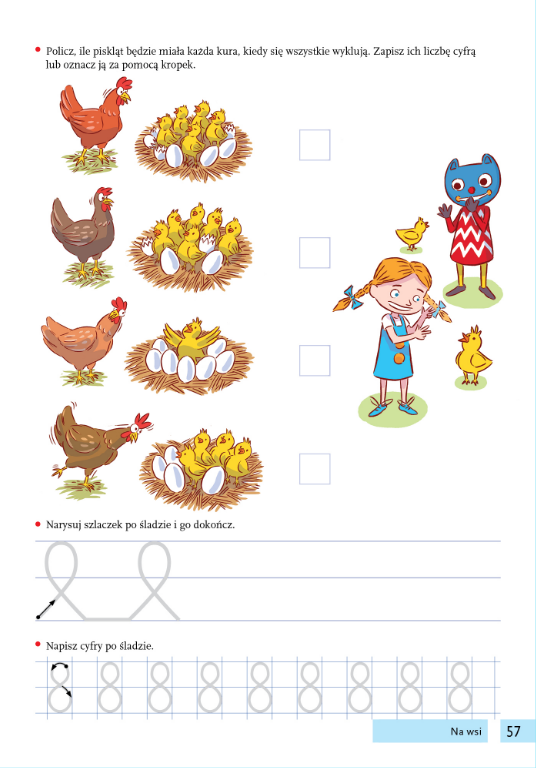 Policz, ile piskląt będzie miała każda kura, kiedy się wszystkie wyklują. Zapisz ich liczbę cyfrą
lub oznacz ją za pomocą kropek.
Narysuj szlaczek po śladzie i go dokończ.
Napisz cyfry po śladzie.
8 8 8 8 8 8 8 8 8
Na wsi 57